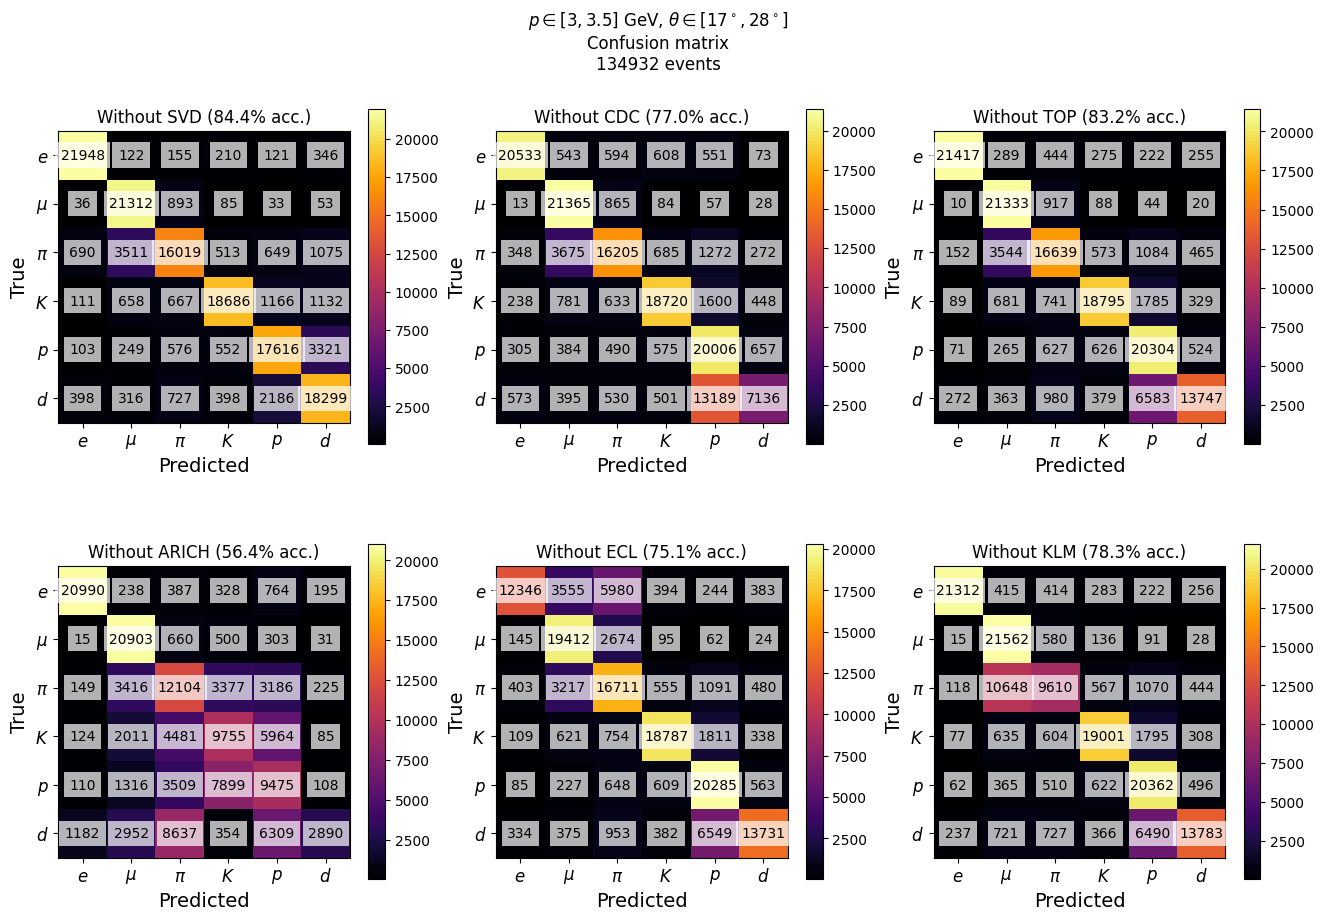 p ∈ [3, 3.5] GeV, θ ∈ [17°, 28°]
Confusion matrix
134932 events
Without SVD (84.4% acc.)
True
e 21948 122 155 210 121 346
μ 36 21312 893 85 33 53
π 690 3511 16019 513 649 1075
K 111 658 667 18686 1166 1132
p 103 249 576 552 17616 3321
d 398 316 727 398 2186 18299
e μ π K p d
Predicted
20000
17500
15000
12500
10000
7500
5000
2500
Without CDC (77.0% acc.)
True
e 20533 543 594 608 551 73
μ 13 21365 865 84 57 28
π 348 3675 16205 685 1272 272
K 238 781 633 18720 1600 448
p 305 384 490 575 20006 657
d 573 395 530 501 13189 7136
e μ π K p d
Predicted
20000
17500
15000
12500
10000
7500
5000
2500
Without TOP (83.2% acc.)
True
e 21417 289 444 275 222 255
μ 10 21333 917 88 44 20
π 152 3544 16639 573 1084 465
K 89 681 741 18795 1785 329
p 71 265 627 626 20304 524
d 272 363 980 379 6583 13747
e μ π K p d
Predicted
20000
17500
15000
12500
10000
7500
5000
2500
Without ARICH (56.4% acc.)
True
e 20990 238 387 328 764 195
μ 15 20903 660 500 303 31
π 149 3416 12104 3377 3186 225
K 124 2011 4481 9755 5964 85
p 110 1316 3509 7899 9475 108
d 1182 2952 8637 354 6309 2890
e μ π K p d
Predicted
20000
17500
15000
12500
10000
7500
5000
2500
Without ECL (75.1% acc.)
True
e 12346 3555 5980 394 244 383
μ 145 19412 2674 95 62 24
π 403 3217 16711 555 1091 480
K 109 621 754 18787 1811 338
p 85 227 648 609 20285 563
d 334 375 953 382 6549 13731
e μ π K p d
Predicted
20000
17500
15000
12500
10000
7500
5000
2500
Without KLM (78.3% acc.)
True
e 21312 415 414 283 222 256
μ 15 21562 580 136 91 28
π 118 10648 9610 567 1070 444
K 77 635 604 19001 1795 308
p 62 365 510 622 20362 496
d 237 721 727 366 6490 13783
e μ π K p d
Predicted
20000
17500
15000
12500
10000
7500
5000
2500